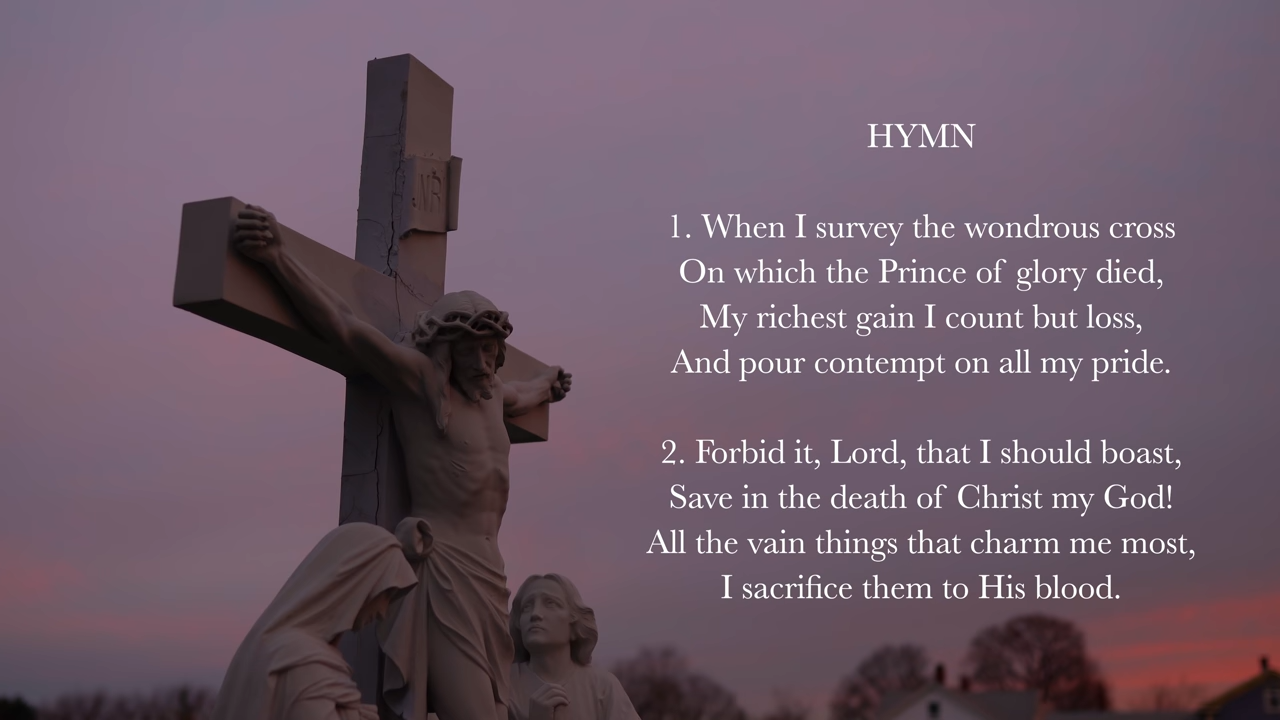 HYMN
1. When I survey the wondrous cross
On which the Prince of glory died,
My richest gain I count but loss,
And pour contempt on all my pride.
2. Forbid it, Lord, that I should boast,
Save in the death of Christ my God!
All the vain things that charm me most,
I sacrifice them to His blood.